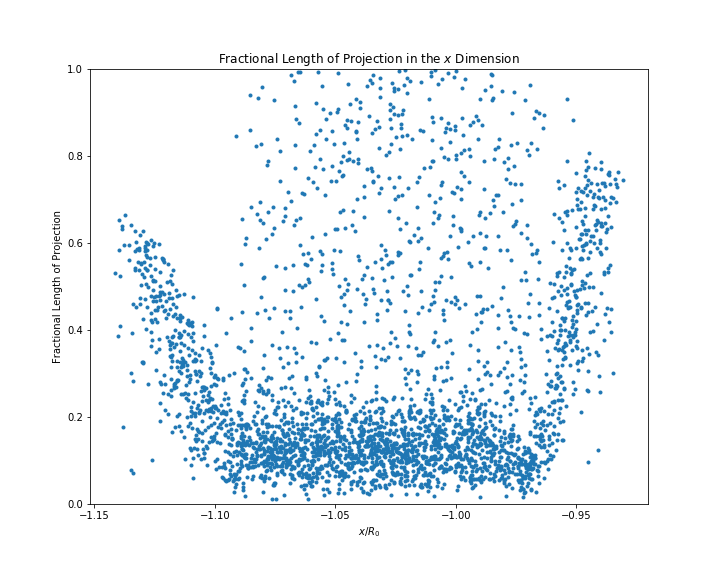 Fractional Length of Projection in the x Dimension
1.0
0.8
0.6
0.4
0.2
0.0
Fractional Length of Projection
−1.15 −1.10 −1.05 −1.00 −0.95
x/R₀